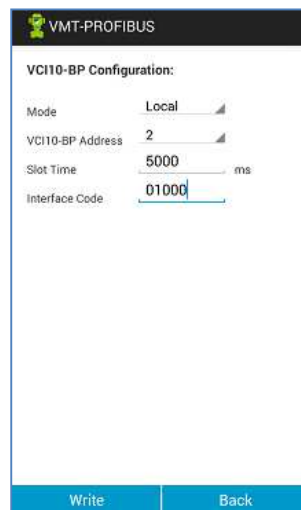 VMT-PROFIBUS
VCI10-BP Configuration:
Mode Local
VCI10-BP Address 2
Slot Time 5000 ms
Interface Code 01000
Write Back